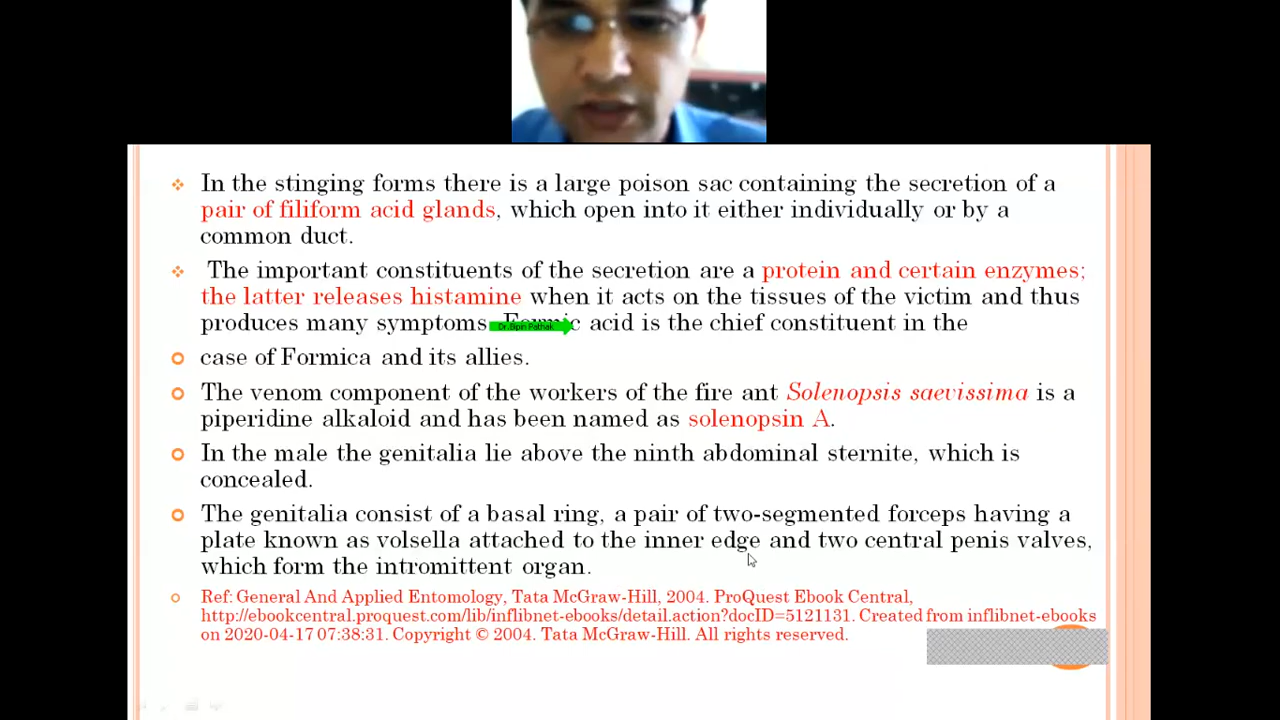 In the stinging forms there is a large poison sac containing the secretion of a
pair of filiform acid glands, which open into it either individually or by a
common duct.
The important constituents of the secretion are a protein and certain enzymes;
the latter releases histamine when it acts on the tissues of the victim and thus
produces many symptoms. Formic acid is the chief constituent in the
Dr.Bipin Pathak
case of Formica and its allies.
The venom component of the workers of the fire ant Solenopsis saevissima is a
piperidine alkaloid and has been named as solenopsin A.
In the male the genitalia lie above the ninth abdominal sternite, which is
concealed.
The genitalia consist of a basal ring, a pair of two-segmented forceps having a
plate known as volsella attached to the inner edge and two central penis valves,
which form the intromittent organ.
Ref: General And Applied Entomology, Tata McGraw-Hill, 2004. ProQuest Ebook Central,
http://ebookcentral.proquest.com/lib/inflibnet-ebooks/detail.action?docID=5121131. Created from inflibnet-ebooks
on 2020-04-17 07:38:31. Copyright © 2004. Tata McGraw-Hill. All rights reserved.